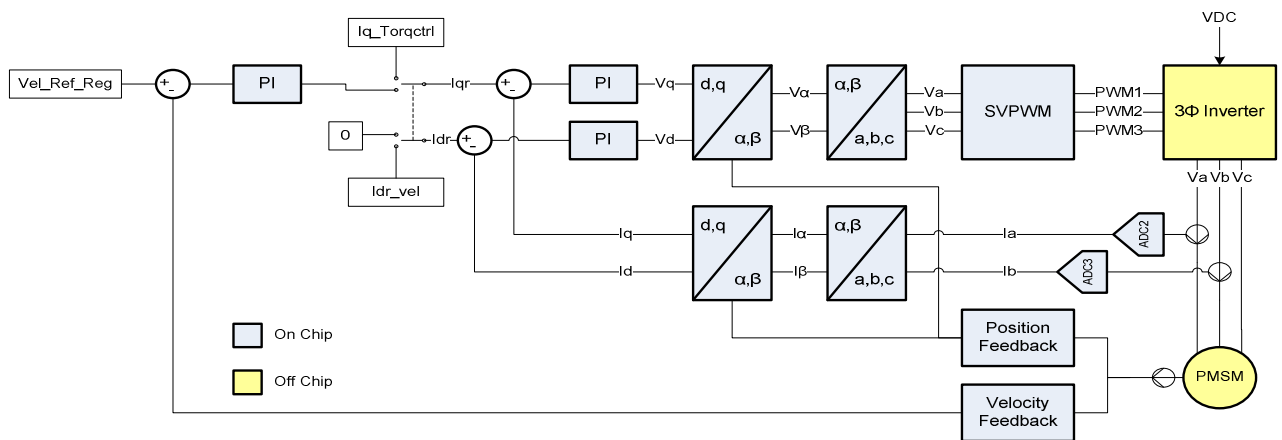 VDC
Iq_Torqctrl
Vel_Ref_Reg
+
-
PI
Iqr
+
-
PI
Vq
d,q
α,β
Vα
Vβ
α,β
a,b,c
Va
Vb
Vc
SVPWM
PWM1
PWM2
PWM3
3Φ Inverter
0
Idr
+
-
PI
Vd
Idr_vel
Va
Vb
Vc
Iq
Id
d,q
α,β
Iα
Iβ
α,β
a,b,c
Ia
Ib
ADC2
ADC3
On Chip
Off Chip
Position
Feedback
Velocity
Feedback
PMSM